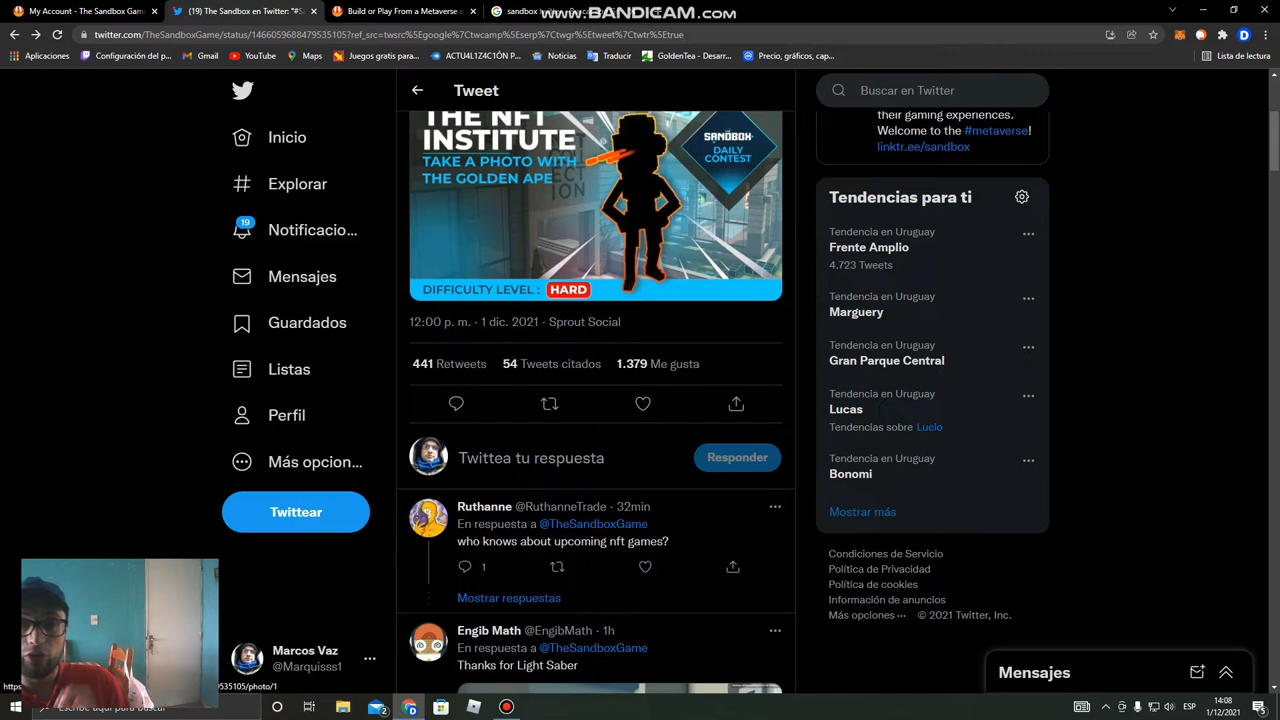 My Account - The Sandbox Game
(19) The Sandbox en Twitter: "#Sa
Build or Play From a Metaverse o
sandbox
www.BANDICAM.com
twitter.com/TheSandboxGame/status/1466059688479535105?ref_src=twsrc%5Egoogle%7Ctwcamp%5Eserp%7Ctwgr%5Etweet%7Ctwtr%5Etrue
D
Aplicaciones
Configuración del p...
Gmail
YouTube
Maps
Juegos gratis para...
ACTU4L1Z4C1ÓN P...
Noticias
Traducir
GoldenTea - Desarr...
Precio, gráficos, cap...
Lista de lectura
Inicio
Explorar
19
Notificacio...
Mensajes
Guardados
Listas
Perfil
Más opcion...
Twittear
Marcos Vaz
@Marquisss1
Tweet
THE NFT
INSTITUTE
TAKE A PHOTO WITH
THE GOLDEN APE
SANDBOX
DAILY
CONTEST
DIFFICULTY LEVEL : HARD
12:00 p. m. · 1 dic. 2021 · Sprout Social
441 Retweets 54 Tweets citados 1.379 Me gusta
Twittea tu respuesta
Responder
Ruthanne @RuthanneTrade · 32min
En respuesta a @TheSandboxGame
who knows about upcoming nft games?
1
Mostrar respuestas
Engib Math @EngibMath · 1h
En respuesta a @TheSandboxGame
Thanks for Light Saber
Buscar en Twitter
their gaming experiences.
Welcome to the #metaverse!
linktr.ee/sandbox
Tendencias para ti
Tendencia en Uruguay
Frente Amplio
4.723 Tweets
Tendencia en Uruguay
Marguery
Tendencia en Uruguay
Gran Parque Central
Tendencia en Uruguay
Lucas
Tendencias sobre Lucio
Tendencia en Uruguay
Bonomi
Mostrar más
Condiciones de Servicio
Política de Privacidad
Política de cookies
Información de anuncios
Más opciones ··· © 2021 Twitter, Inc.
Mensajes
535105/photo/1
Escribe aquí para buscar
2
ESP
14:08
1/12/2021